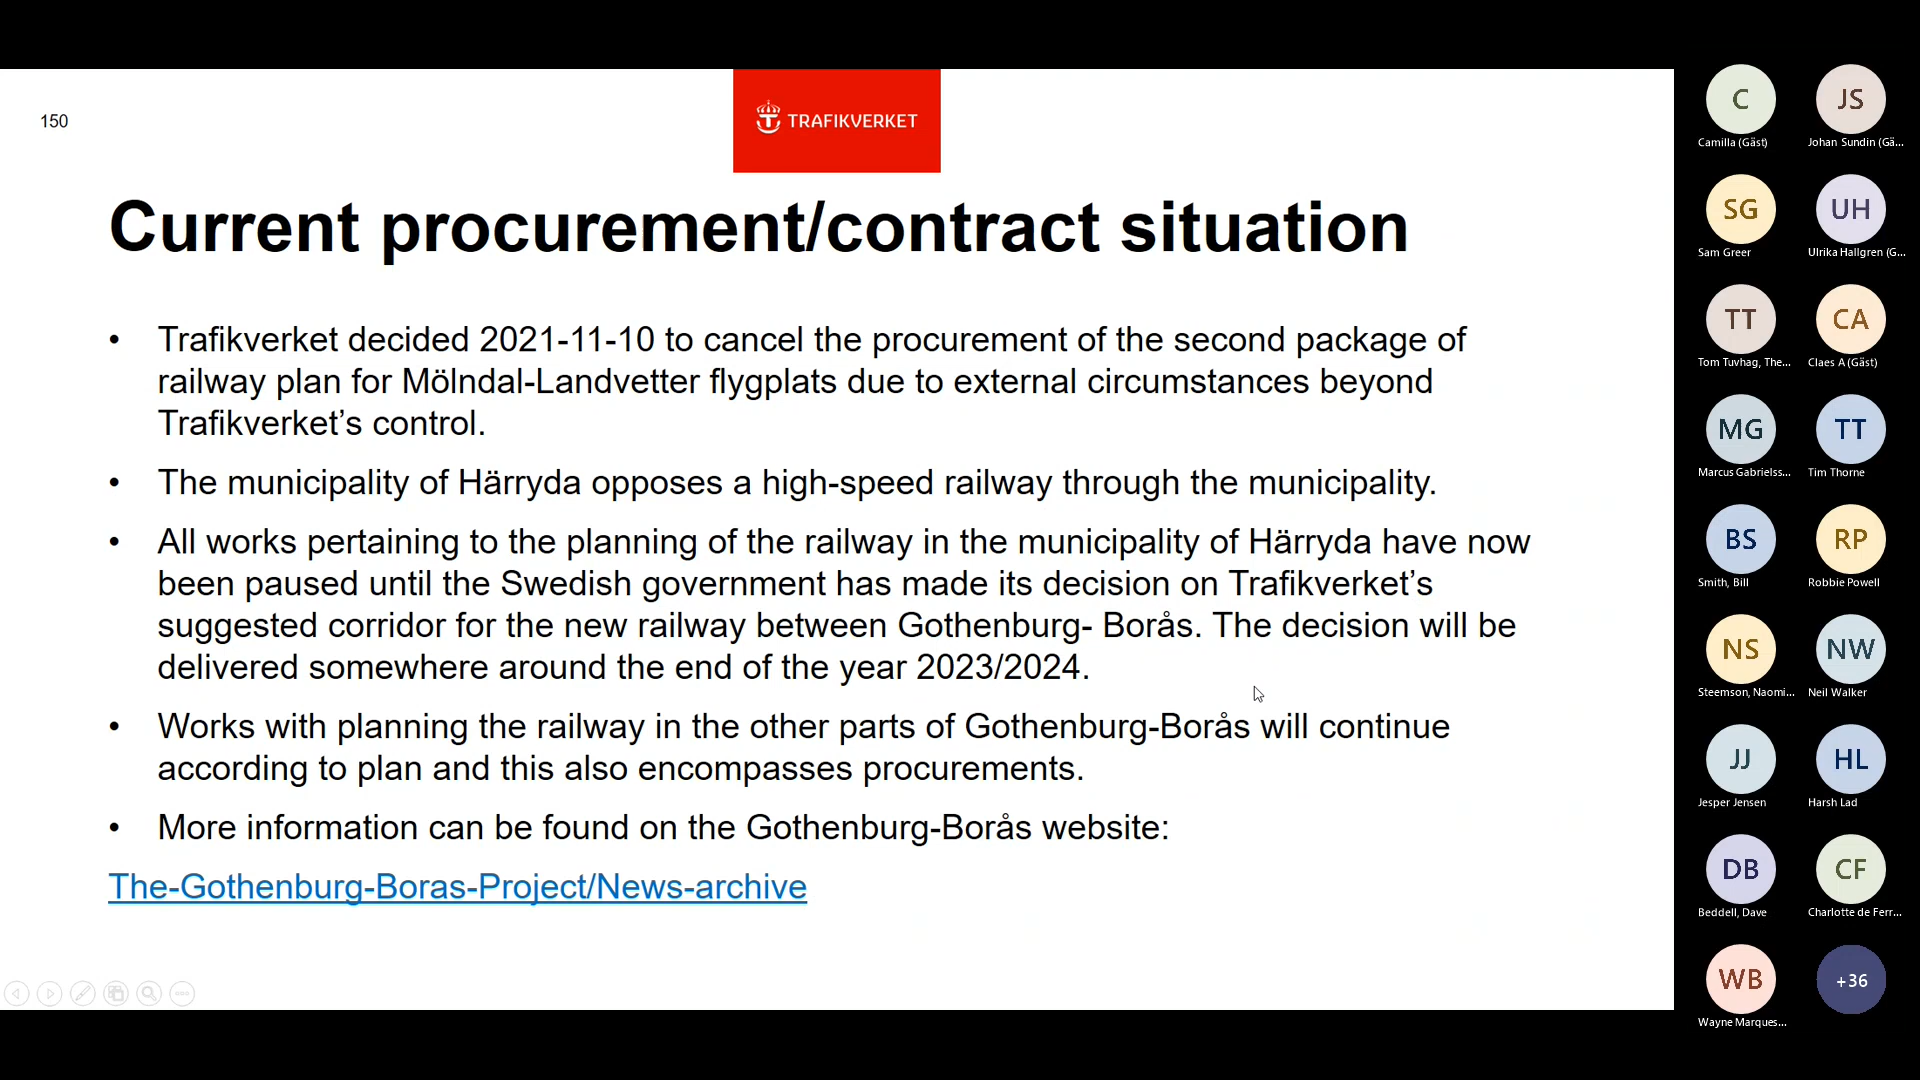 150
TRAFIKVERKET
Current procurement/contract situation
• Trafikverket decided 2021-11-10 to cancel the procurement of the second package of
railway plan for Mölndal-Landvetter flygplats due to external circumstances beyond
Trafikverket’s control.
• The municipality of Härryda opposes a high-speed railway through the municipality.
• All works pertaining to the planning of the railway in the municipality of Härryda have now
been paused until the Swedish government has made its decision on Trafikverket’s
suggested corridor for the new railway between Gothenburg- Borås. The decision will be
delivered somewhere around the end of the year 2023/2024.
• Works with planning the railway in the other parts of Gothenburg-Borås will continue
according to plan and this also encompasses procurements.
• More information can be found on the Gothenburg-Borås website:
The-Gothenburg-Boras-Project/News-archive
C
Camilla (Gäst)
JS
Johan Sundin (Gä...
SG
Sam Greer
UH
Ulrika Hallgren (G...
TT
Tom Tuvhag, The...
CA
Claes A (Gäst)
MG
Marcus Gabrielss...
TT
Tim Thorne
BS
Smith, Bill
RP
Robbie Powell
NS
Steemson, Naomi...
NW
Neil Walker
JJ
Jesper Jensen
HL
Harsh Lad
DB
Beddell, Dave
CF
Charlotte de Ferr...
WB
Wayne Marques...
+36